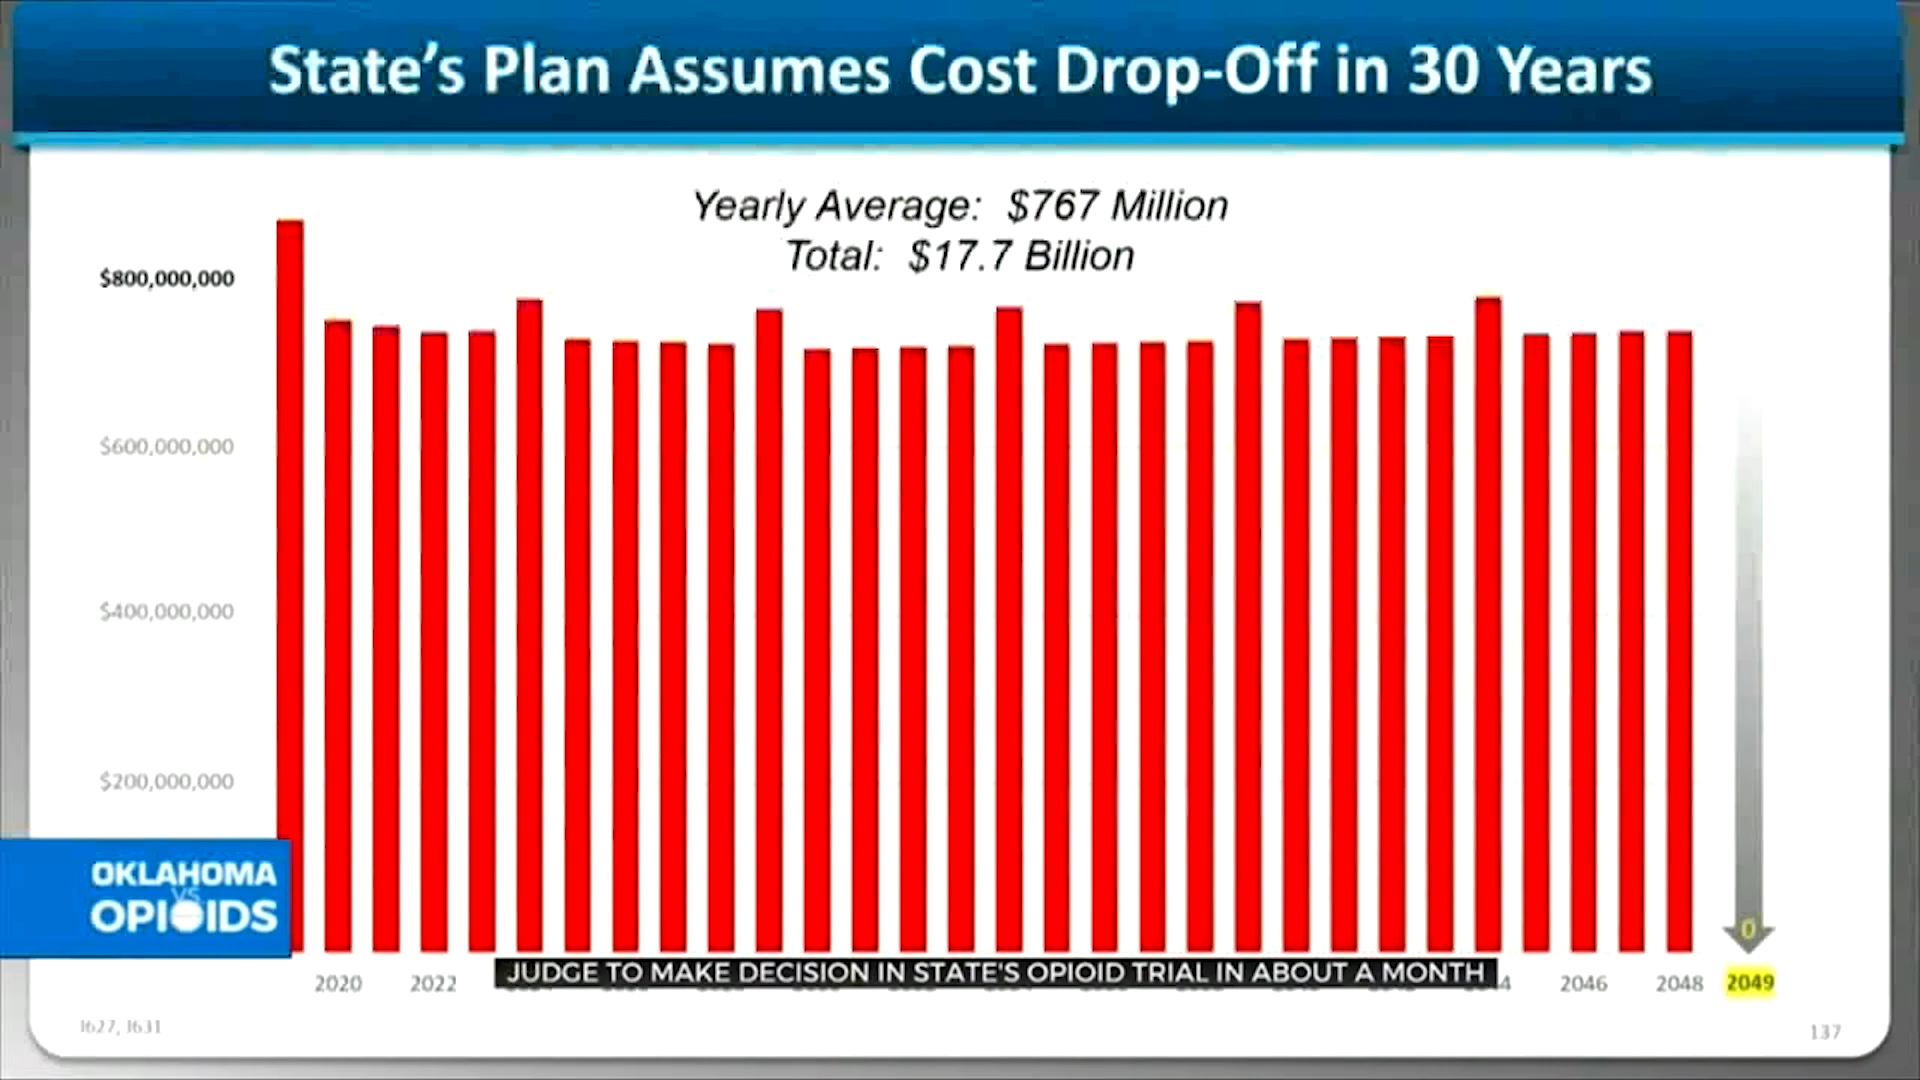 State's Plan Assumes Cost Drop-Off in 30 Years
Yearly Average: $767 Million
Total: $17.7 Billion
$800,000,000
$600,000,000
$400,000,000
$200,000,000
OKLAHOMA
VS
OPIOIDS
JUDGE TO MAKE DECISION IN STATE'S OPIOID TRIAL IN ABOUT A MONTH
2020 2022 2046 2048 2049
0
J627, J631
137